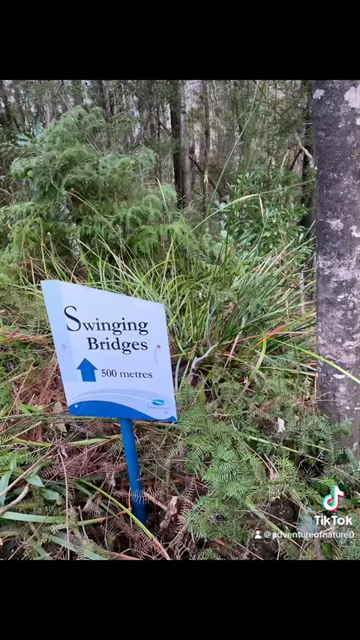 Swinging
Bridges
500 metres
TikTok
@adventureofnature0